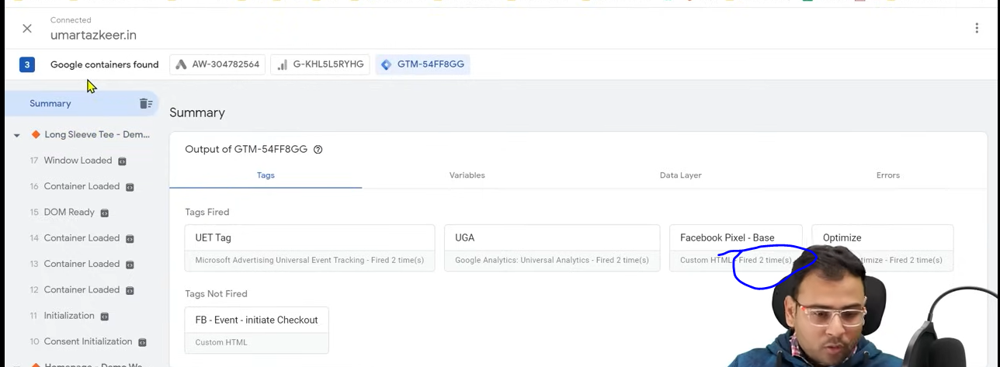 Connected
umartazkeer.in
3 Google containers found AW-304782564 G-KHL5L5RYHG GTM-54FF8GG
Summary
Summary
Long Sleeve Tee - Dem...
Output of GTM-54FF8GG
17 Window Loaded
Tags Variables Data Layer Errors
16 Container Loaded
15 DOM Ready
Tags Fired
14 Container Loaded
UET Tag UGA Facebook Pixel - Base Optimize
13 Container Loaded
Microsoft Advertising Universal Event Tracking - Fired 2 time(s) Google Analytics: Universal Analytics - Fired 2 time(s) Custom HTML - Fired 2 time(s) - Fired 2 time(s)
12 Container Loaded
Tags Not Fired
11 Initialization
FB - Event - initiate Checkout
10 Consent Initialization
Custom HTML